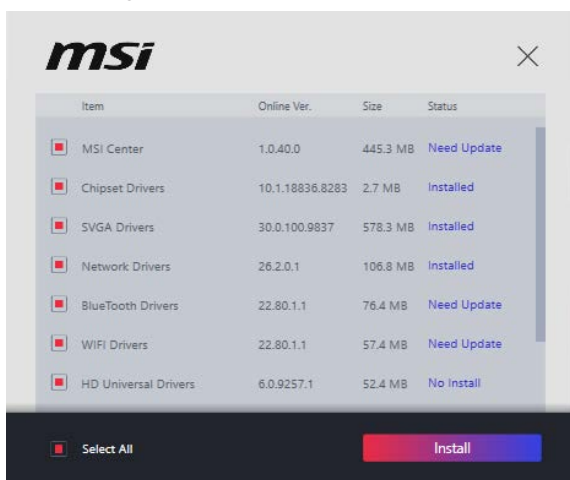 msi
Item Online Ver. Size Status
MSI Center 1.0.40.0 445.3 MB Need Update
Chipset Drivers 10.1.18836.8283 2.7 MB Installed
SVGA Drivers 30.0.100.9837 578.3 MB Installed
Network Drivers 26.2.0.1 106.8 MB Installed
BlueTooth Drivers 22.80.1.1 76.4 MB Need Update
WIFI Drivers 22.80.1.1 57.4 MB Need Update
HD Universal Drivers 6.0.9257.1 52.4 MB No Install
Select All Install